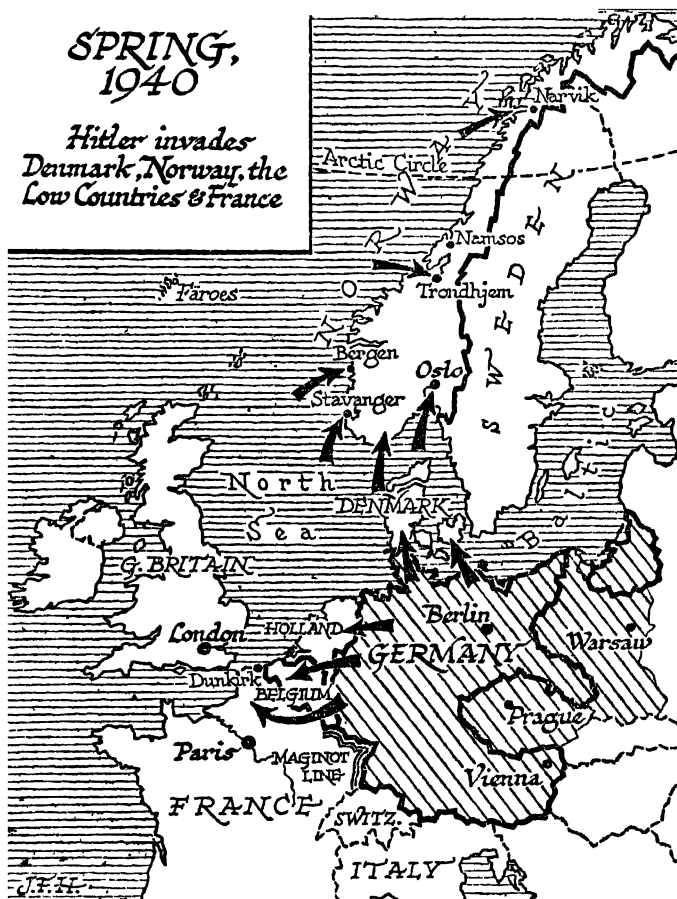 SPRING,
1940
Hitler invades
Denmark, Norway, the
Low Countries & France
Narvik
Arctic Circle
NORWAY
SWEDEN
Namsos
Trondhjem
Färoes
Bergen
Oslo
Stavanger
North
Sea
DENMARK
Baltic
G. BRITAIN
HOLLAND
Berlin
London
GERMANY
Warsaw
Dunkirk
BELGIUM
Prague
Paris
MAGINOT
LINE
Vienna
FRANCE
SWITZ.
ITALY
J.F.H.